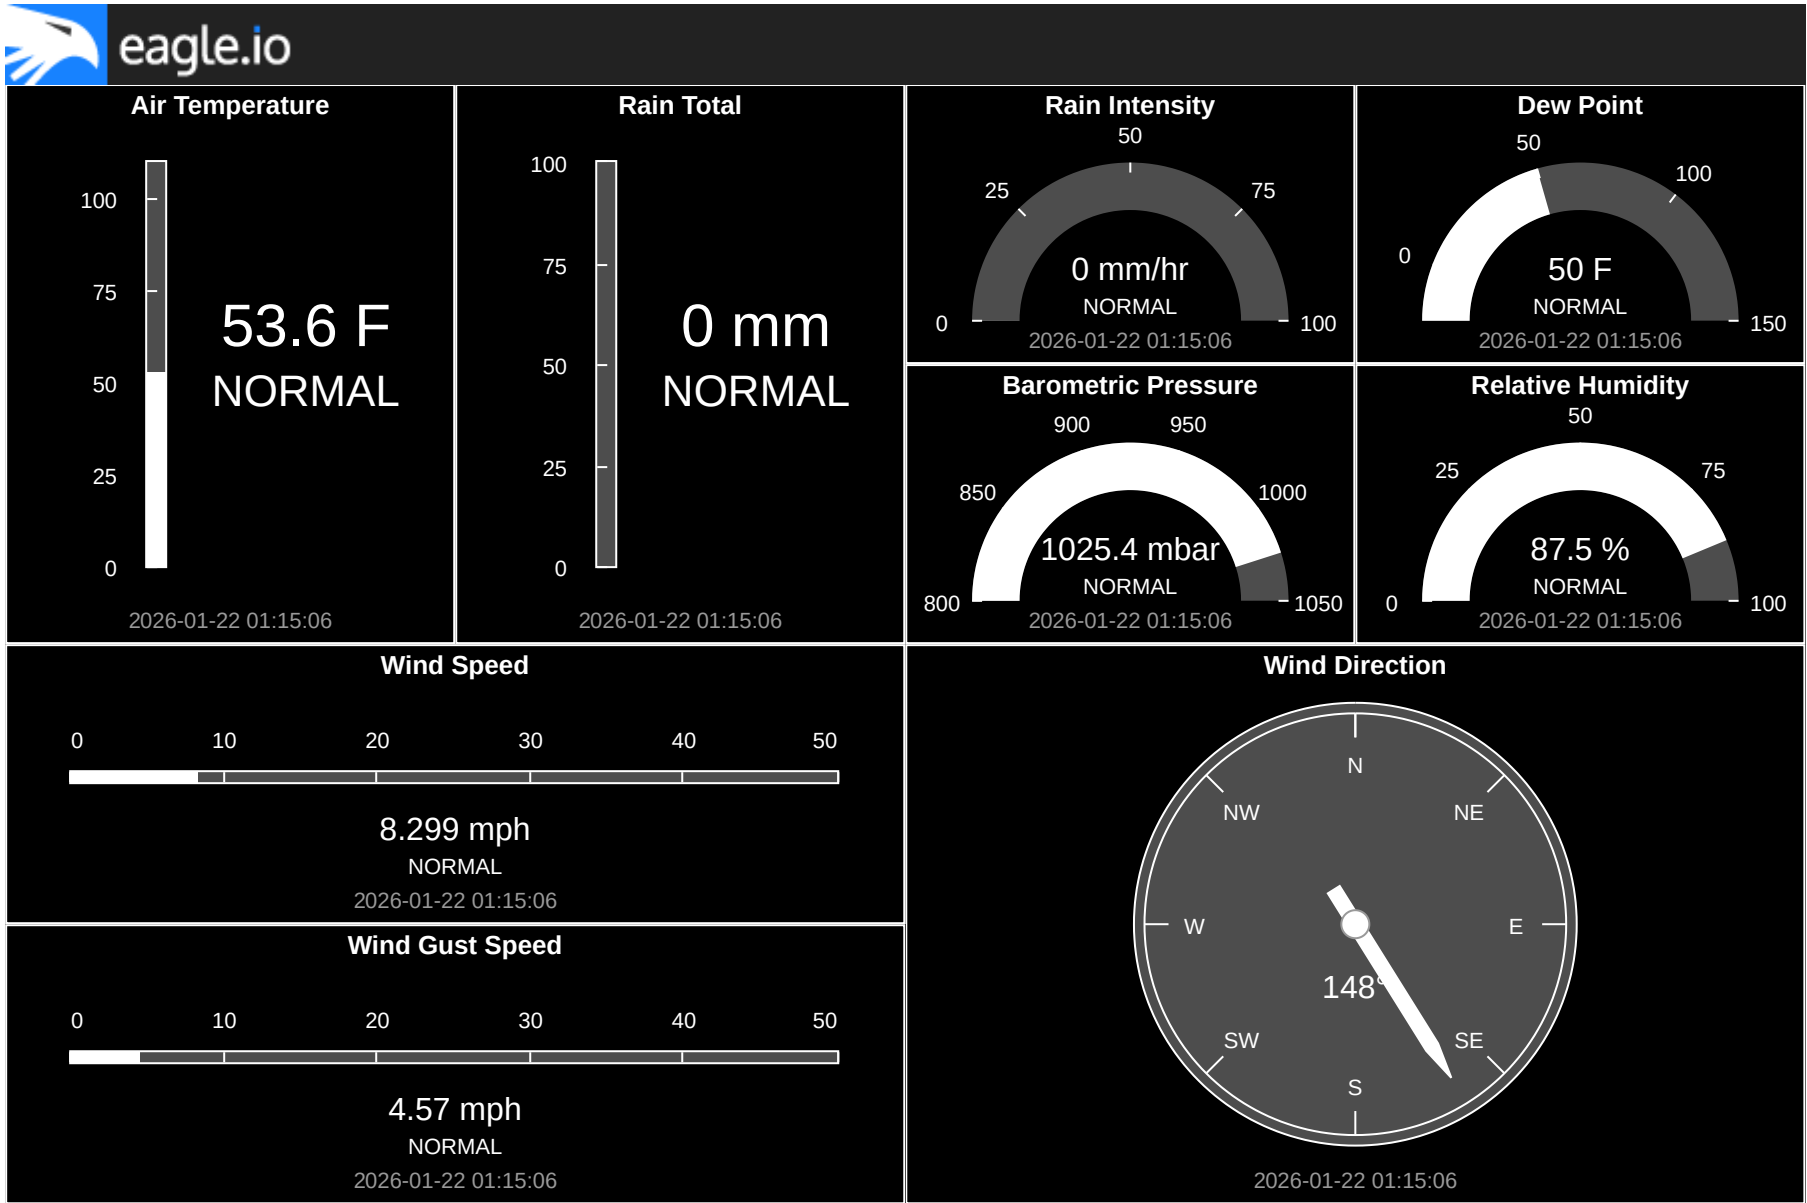 eagle.io
Air Temperature
100
75
50
25
0
53.6 F
NORMAL
2026-01-22 01:15:06
Rain Total
100
75
50
25
0
0 mm
NORMAL
2026-01-22 01:15:06
Rain Intensity
0
25
50
75
100
0 mm/hr
NORMAL
2026-01-22 01:15:06
Dew Point
0
50
100
150
50 F
NORMAL
2026-01-22 01:15:06
Barometric Pressure
800
850
900
950
1000
1050
1025.4 mbar
NORMAL
2026-01-22 01:15:06
Relative Humidity
0
25
50
75
100
87.5 %
NORMAL
2026-01-22 01:15:06
Wind Speed
0 10 20 30 40 50
8.299 mph
NORMAL
2026-01-22 01:15:06
Wind Gust Speed
0 10 20 30 40 50
4.57 mph
NORMAL
2026-01-22 01:15:06
Wind Direction
N
NW NE
W E
148°
SW SE
S
2026-01-22 01:15:06